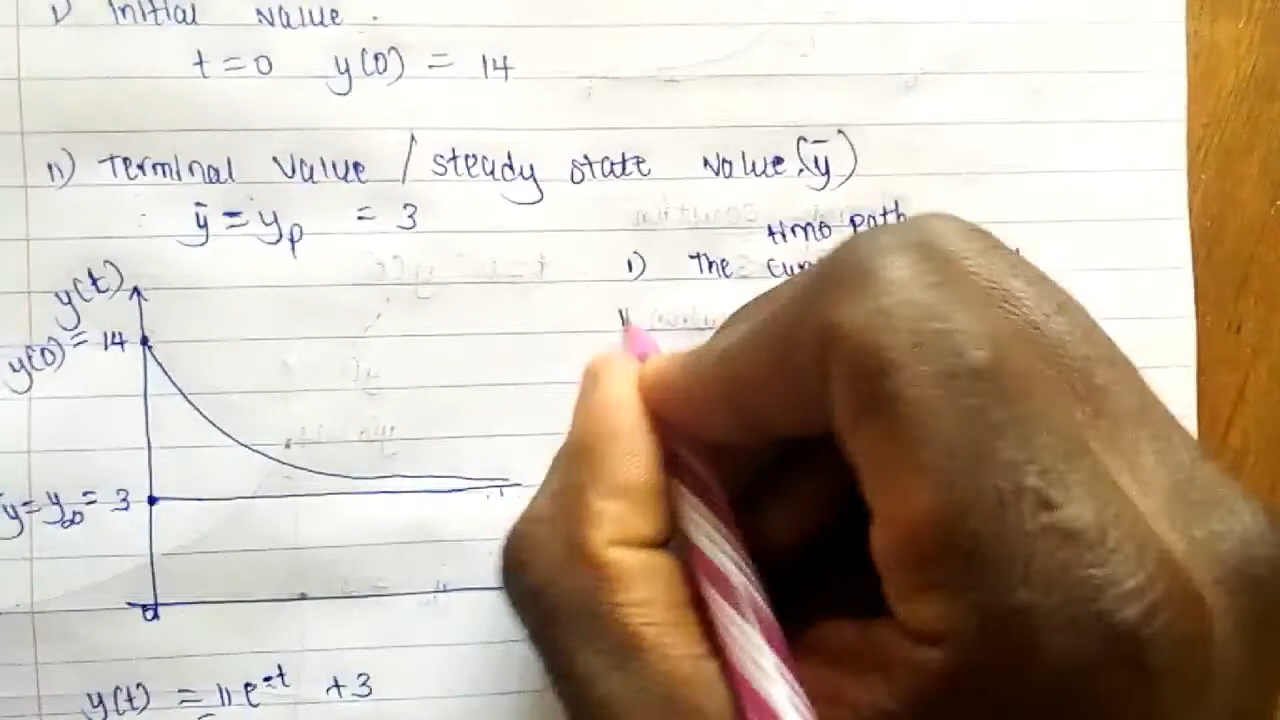 i) Initial value.
t=0 y(0) = 14
ii) Terminal value / steady state value (ȳ)
ȳ = yp = 3
time path
i) The
y(t)
y(0) = 14
ȳ = y∞ = 3
0
y(t) = 11e^-t + 3